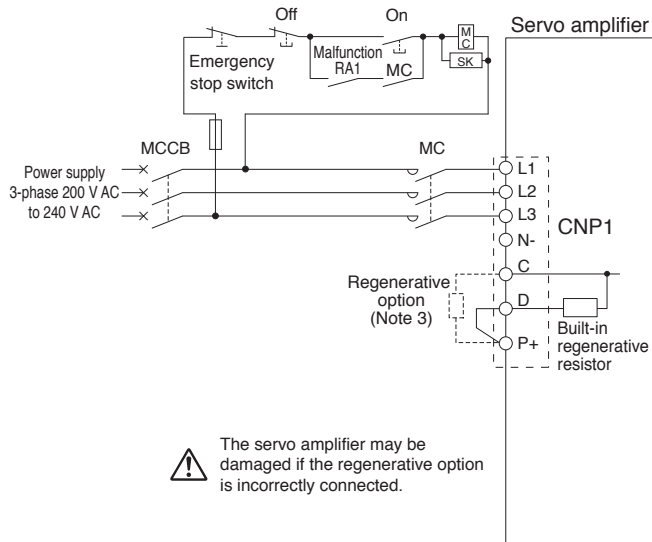 Off
On
Servo amplifier
Emergency
stop switch
Malfunction
RA1
MC
M
C
SK
MCCB
MC
Power supply
3-phase 200 V AC
to 240 V AC
L1
L2
L3
N-
CNP1
C
D
P+
Regenerative
option
(Note 3)
Built-in
regenerative
resistor
The servo amplifier may be
damaged if the regenerative option
is incorrectly connected.